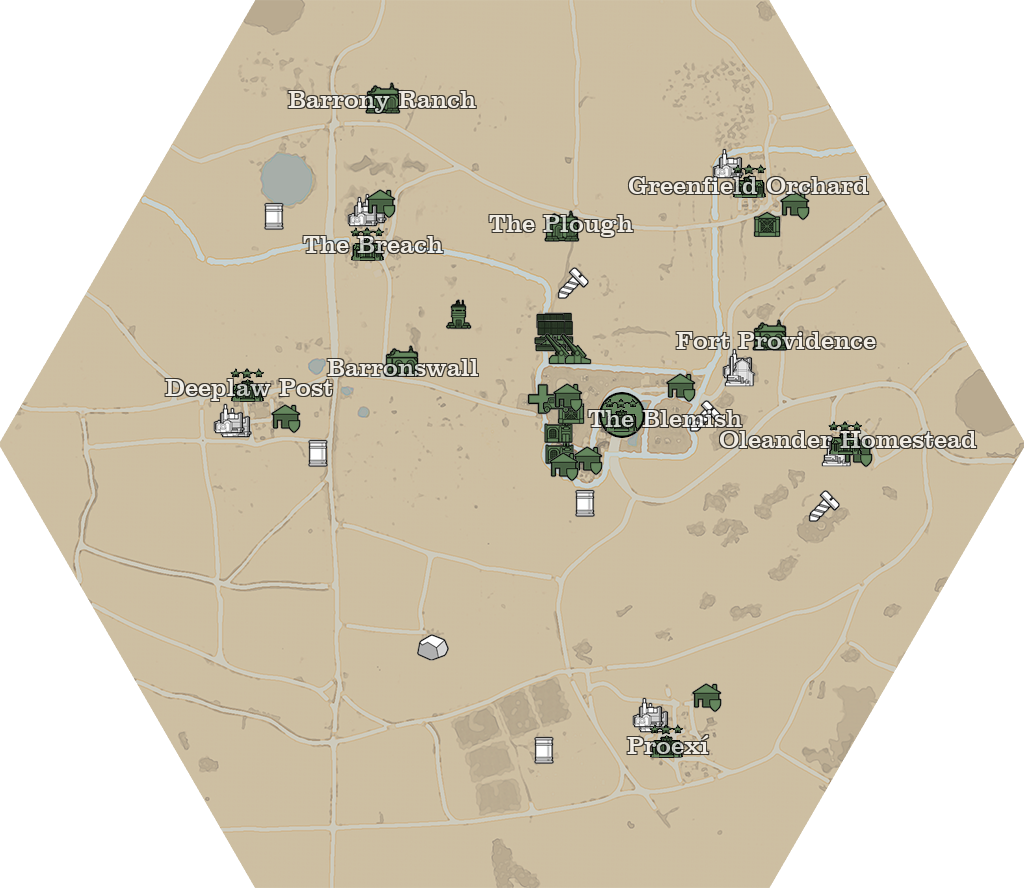 Barrony Ranch
Greenfield Orchard
The Plough
The Breach
Fort Providence
Barronswall
Deeplaw Post
The Blemish
Oleander Homestead
Proexí